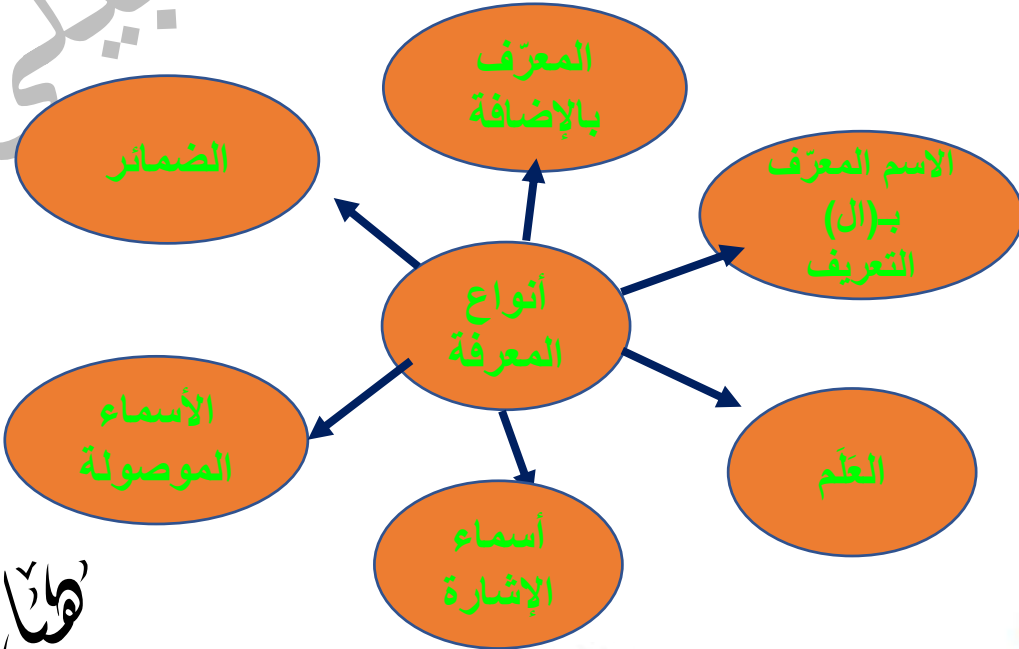 المعرّف
بالإضافة
الاسم المعرّف
بـ(ال)
التعريف
الضمائر
أنواع
المعرفة
الأسماء
الموصولة
العَلَم
أسماء
الإشارة